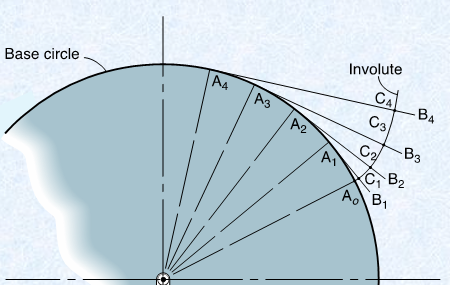 Base circle
Involute
A4
A3
A2
A1
Ao
C4
C3
C2
C1
B4
B3
B2
B1